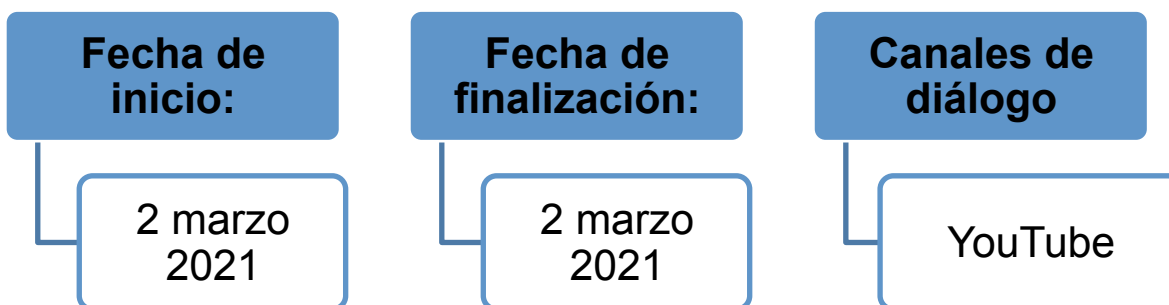 Fecha de
inicio:
2 marzo
2021
Fecha de
finalización:
2 marzo
2021
Canales de
diálogo
YouTube